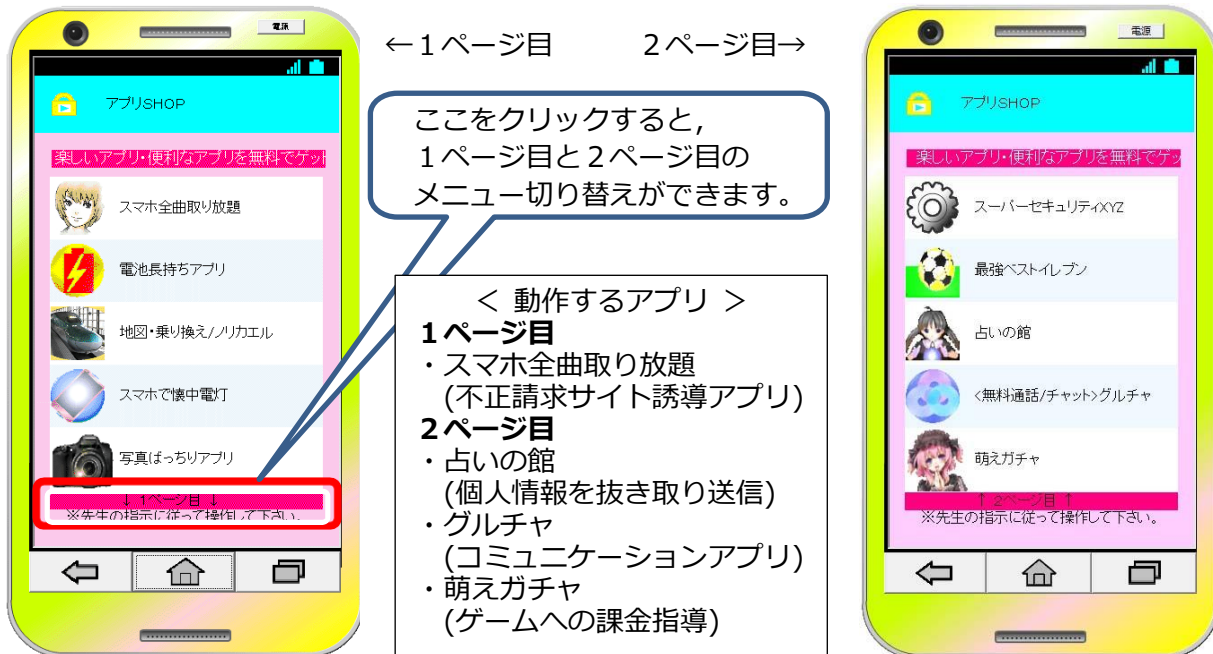 電源
アプリSHOP
楽しいアプリ・便利なアプリを無料でゲット
スマホ全曲取り放題
電池長持ちアプリ
地図・乗り換え/ノリカエル
スマホで懐中電灯
写真ばっちりアプリ
↓ 1ページ目 ↓
※先生の指示に従って操作して下さい。
←１ページ目　　２ページ目→
ここをクリックすると，
１ページ目と２ページ目の
メニュー切り替えができます。
＜ 動作するアプリ ＞
１ページ目
・スマホ全曲取り放題
(不正請求サイト誘導アプリ)
２ページ目
・占いの館
(個人情報を抜き取り送信)
・グルチャ
(コミュニケーションアプリ)
・萌えガチャ
(ゲームへの課金指導)
電源
アプリSHOP
楽しいアプリ・便利なアプリを無料でゲッ
スーパーセキュリティXYZ
最強ベストイレブン
占いの館
<無料通話/チャット>グルチャ
萌えガチャ
↑ 2ページ目 ↑
※先生の指示に従って操作して下さい。